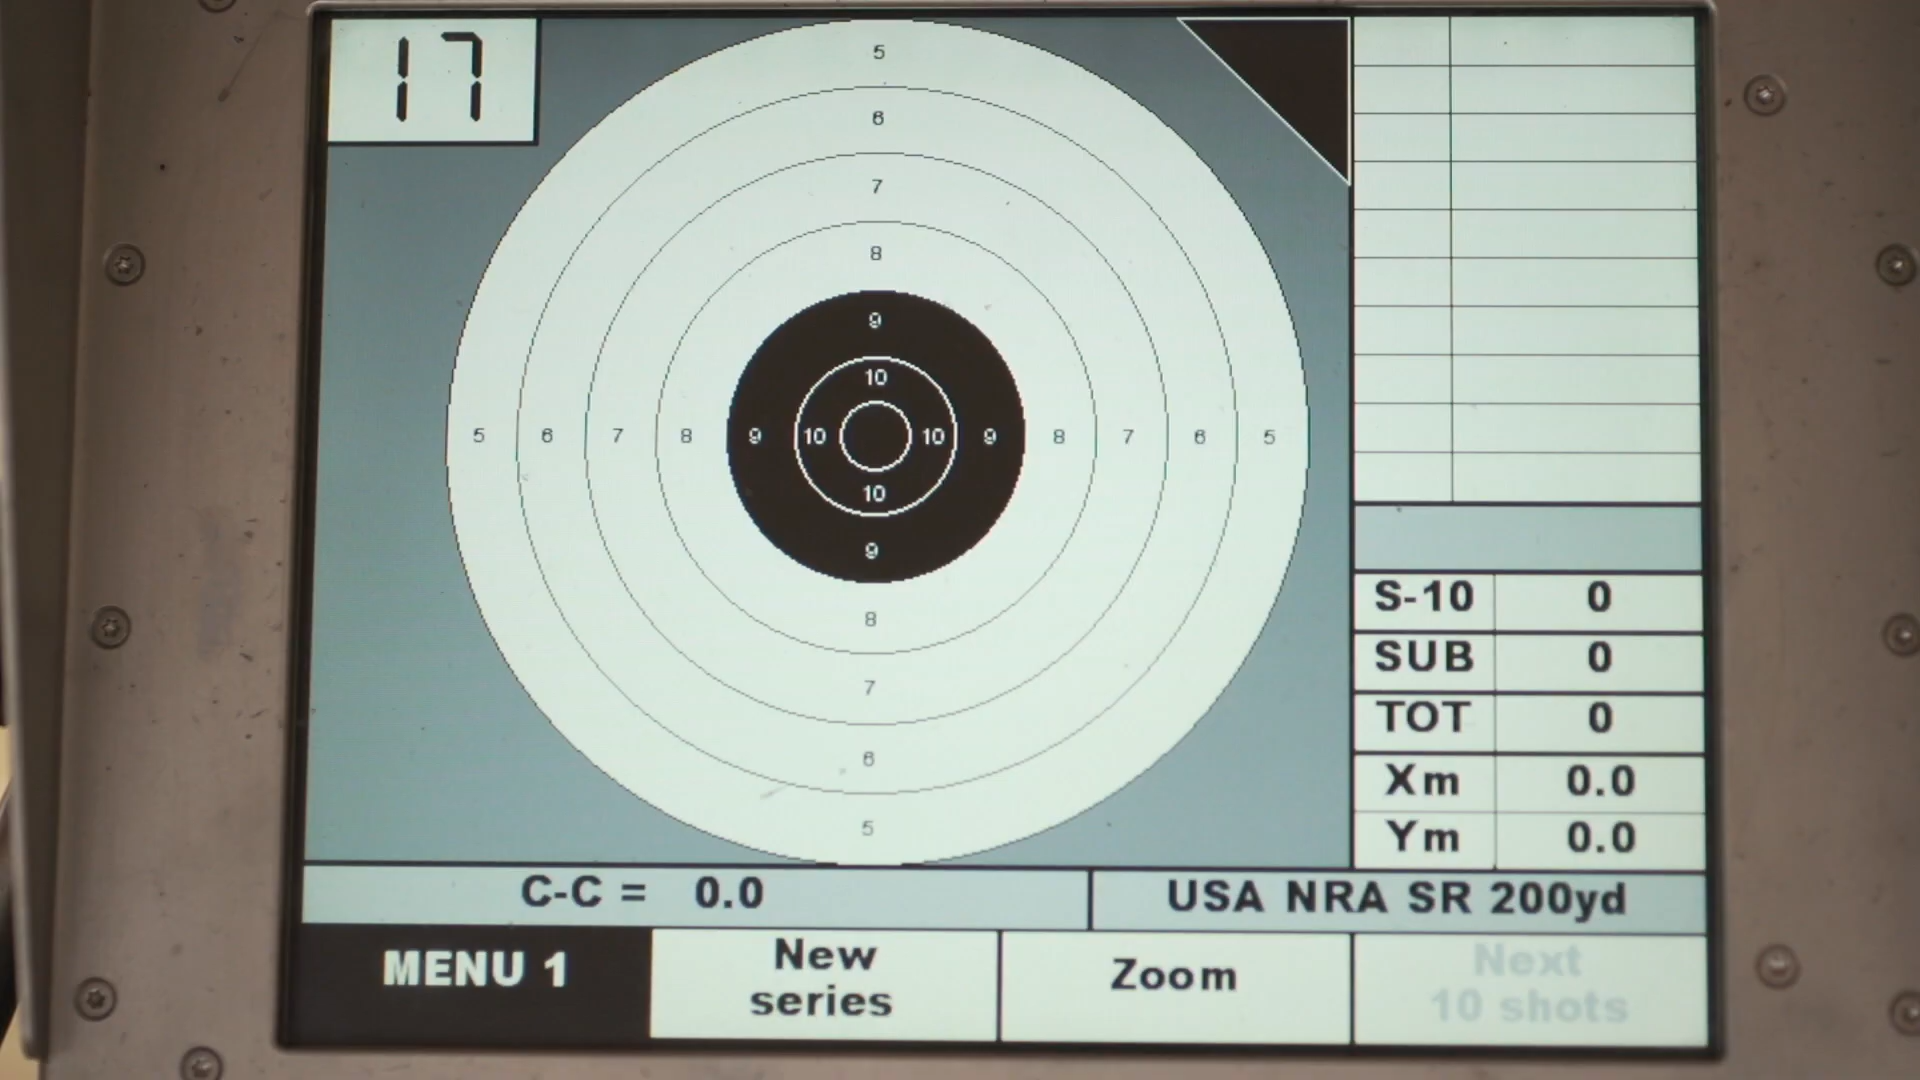 17
5
6
7
8
9
10
5 6 7 8 9 10 10 9 8 7 6 5
10
9
8
7
6
5
S-10 0
SUB 0
TOT 0
Xm 0.0
Ym 0.0
C-C = 0.0
USA NRA SR 200yd
MENU 1
New
series
Zoom
Next
10 shots